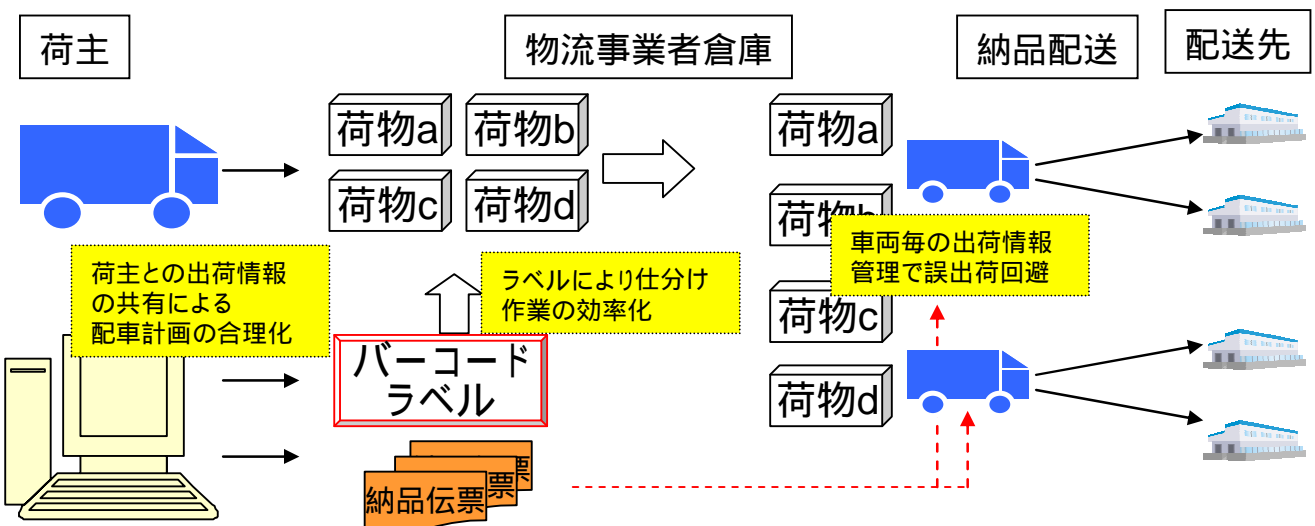 荷主
物流事業者倉庫
納品配送
配送先
荷物a
荷物b
荷物c
荷物d
荷物a
荷物b
荷物c
荷物d
荷主との出荷情報
の共有による
配車計画の合理化
ラベルにより仕分け
作業の効率化
車両毎の出荷情報
管理で誤出荷回避
バーコード
ラベル
納品伝票
票
票